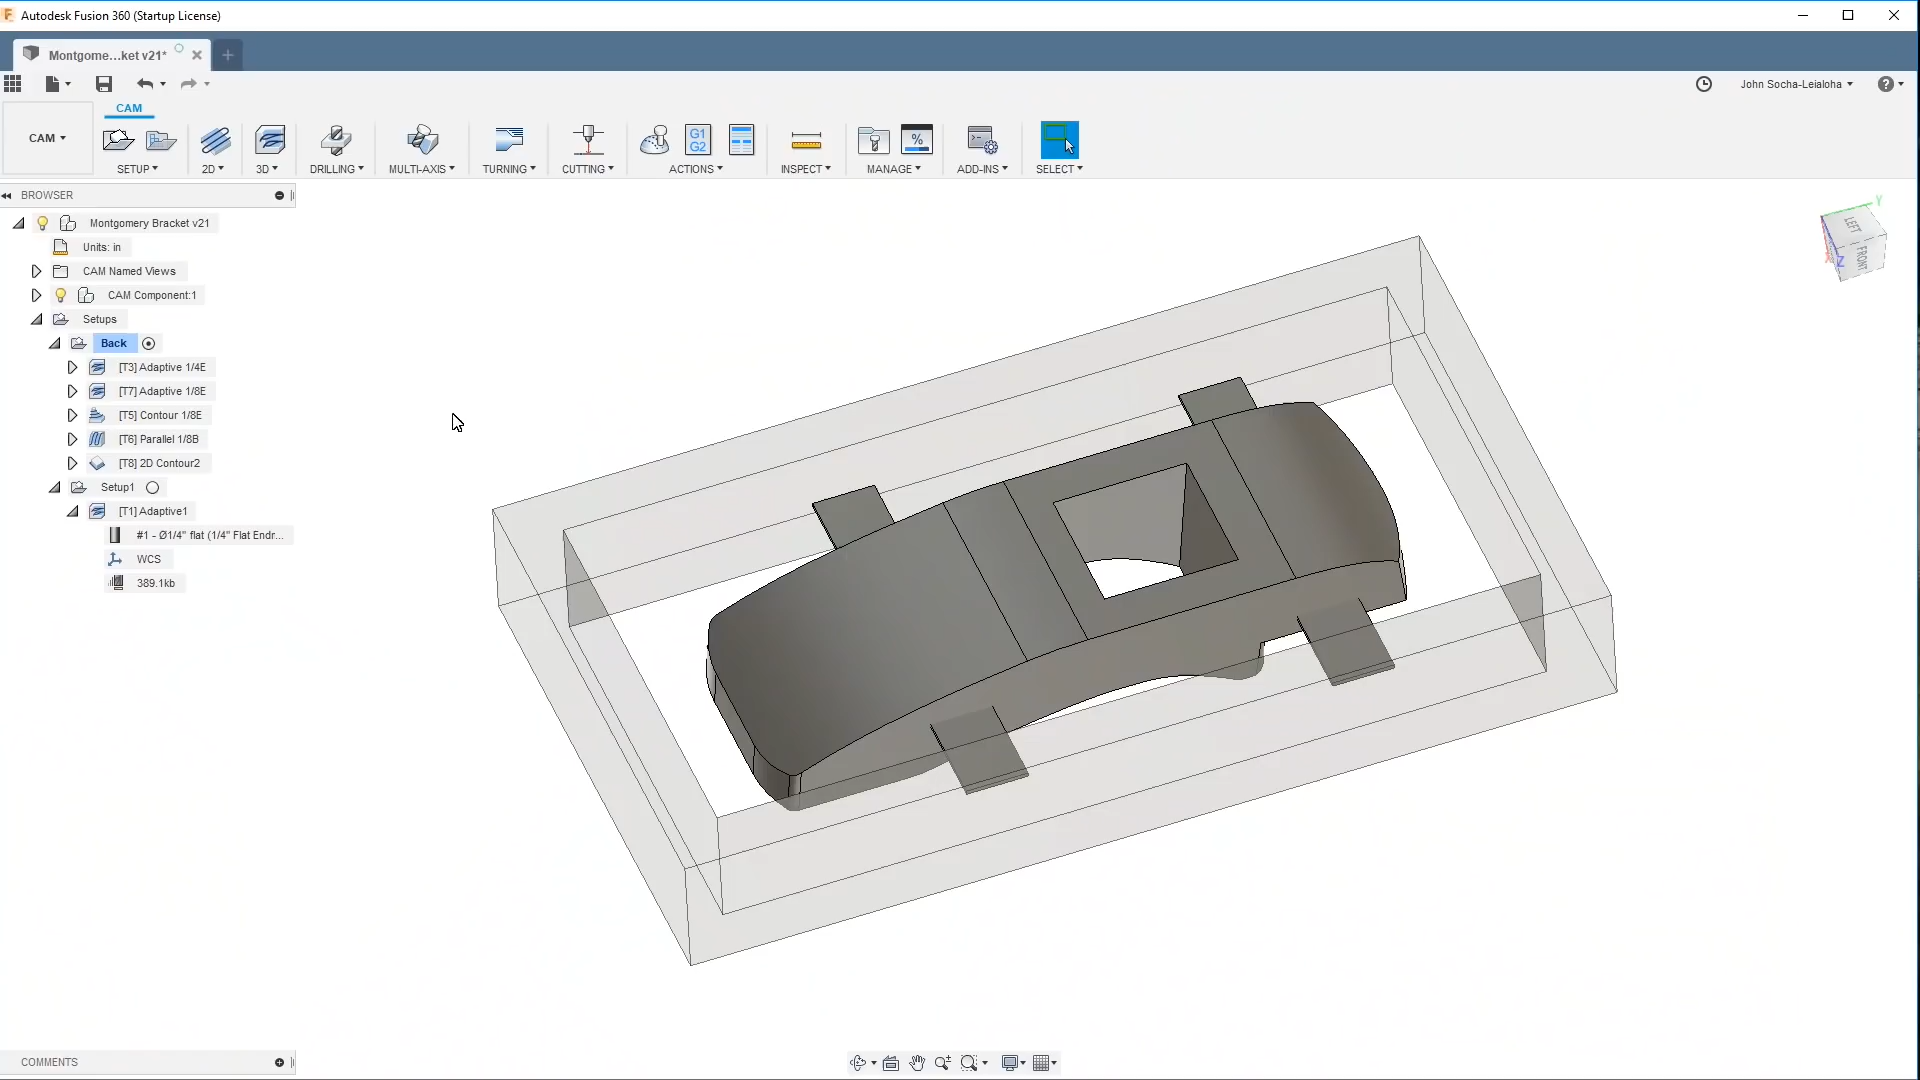 Autodesk Fusion 360 (Startup License)
Montgome...ket v21*
John Socha-Leialoha
CAM
CAM
G1
G2
%
SETUP
2D
3D
DRILLING
MULTI-AXIS
TURNING
CUTTING
ACTIONS
INSPECT
MANAGE
ADD-INS
SELECT
BROWSER
Montgomery Bracket v21
Units: in
CAM Named Views
CAM Component:1
Setups
Back
[T3] Adaptive 1/4E
[T7] Adaptive 1/8E
[T5] Contour 1/8E
[T6] Parallel 1/8B
[T8] 2D Contour2
Setup1
[T1] Adaptive1
#1 - Ø1/4" flat (1/4" Flat Endr...
WCS
389.1kb
Y
LEFT
FRONT
X
Z
COMMENTS